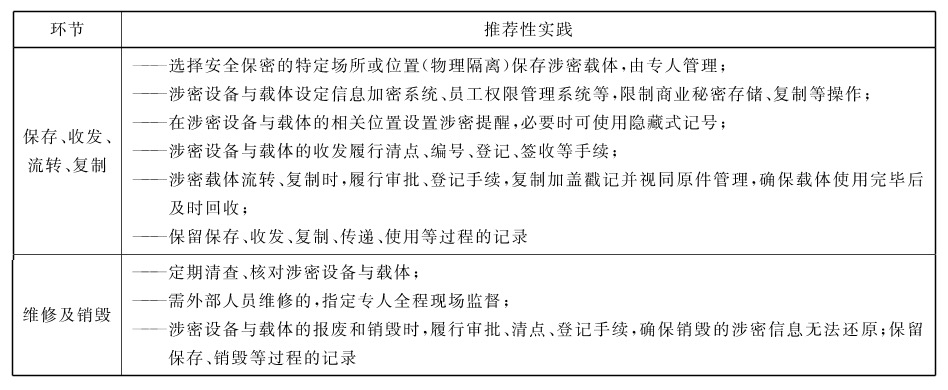 环节
推荐性实践
保存、收发、
流转、复制
——选择安全保密的特定场所或位置(物理隔离)保存涉密载体,由专人管理;
——涉密设备与载体设定信息加密系统、员工权限管理系统等,限制商业秘密存储、复制等操作;
——在涉密设备与载体的相关位置设置涉密提醒,必要时可使用隐藏式记号;
——涉密设备与载体的收发履行清点、编号、登记、签收等手续;
——涉密载体流转、复制时,履行审批、登记手续,复制加盖戳记并视同原件管理,确保载体使用完毕后
及时回收;
——保留保存、收发、复制、传递、使用等过程的记录
维修及销毁
——定期清查、核对涉密设备与载体;
——需外部人员维修的,指定专人全程现场监督;
——涉密设备与载体的报废和销毁时,履行审批、清点、登记手续,确保销毁的涉密信息无法还原;保留
保存、销毁等过程的记录